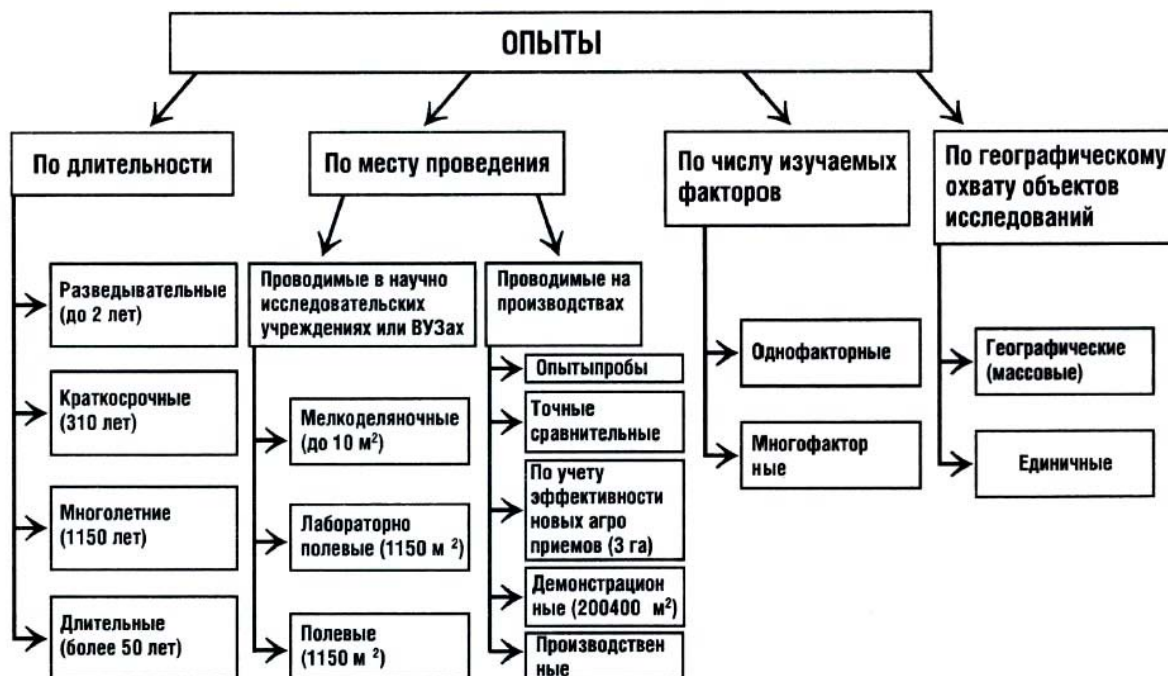 ОПЫТЫ
По длительности
Разведывательные
(до 2 лет)
Краткосрочные
(310 лет)
Многолетние
(1150 лет)
Длительные
(более 50 лет)
По месту проведения
Проводимые в научно
исследовательских
учреждениях или ВУЗах
Мелкоделяночные
(до 10 м²)
Лабораторно
полевые (1150 м ²)
Полевые
(1150 м ²)
Проводимые на
производствах
Опытыпробы
Точные
сравнительные
По учету
эффективности
новых агро
приемов (3 га)
Демонстрацион
ные (200400 м²)
Производствен
ные
По числу изучаемых
факторов
Однофакторные
Многофактор
ные
По географическому
охвату объектов
исследований
Географические
(массовые)
Единичные